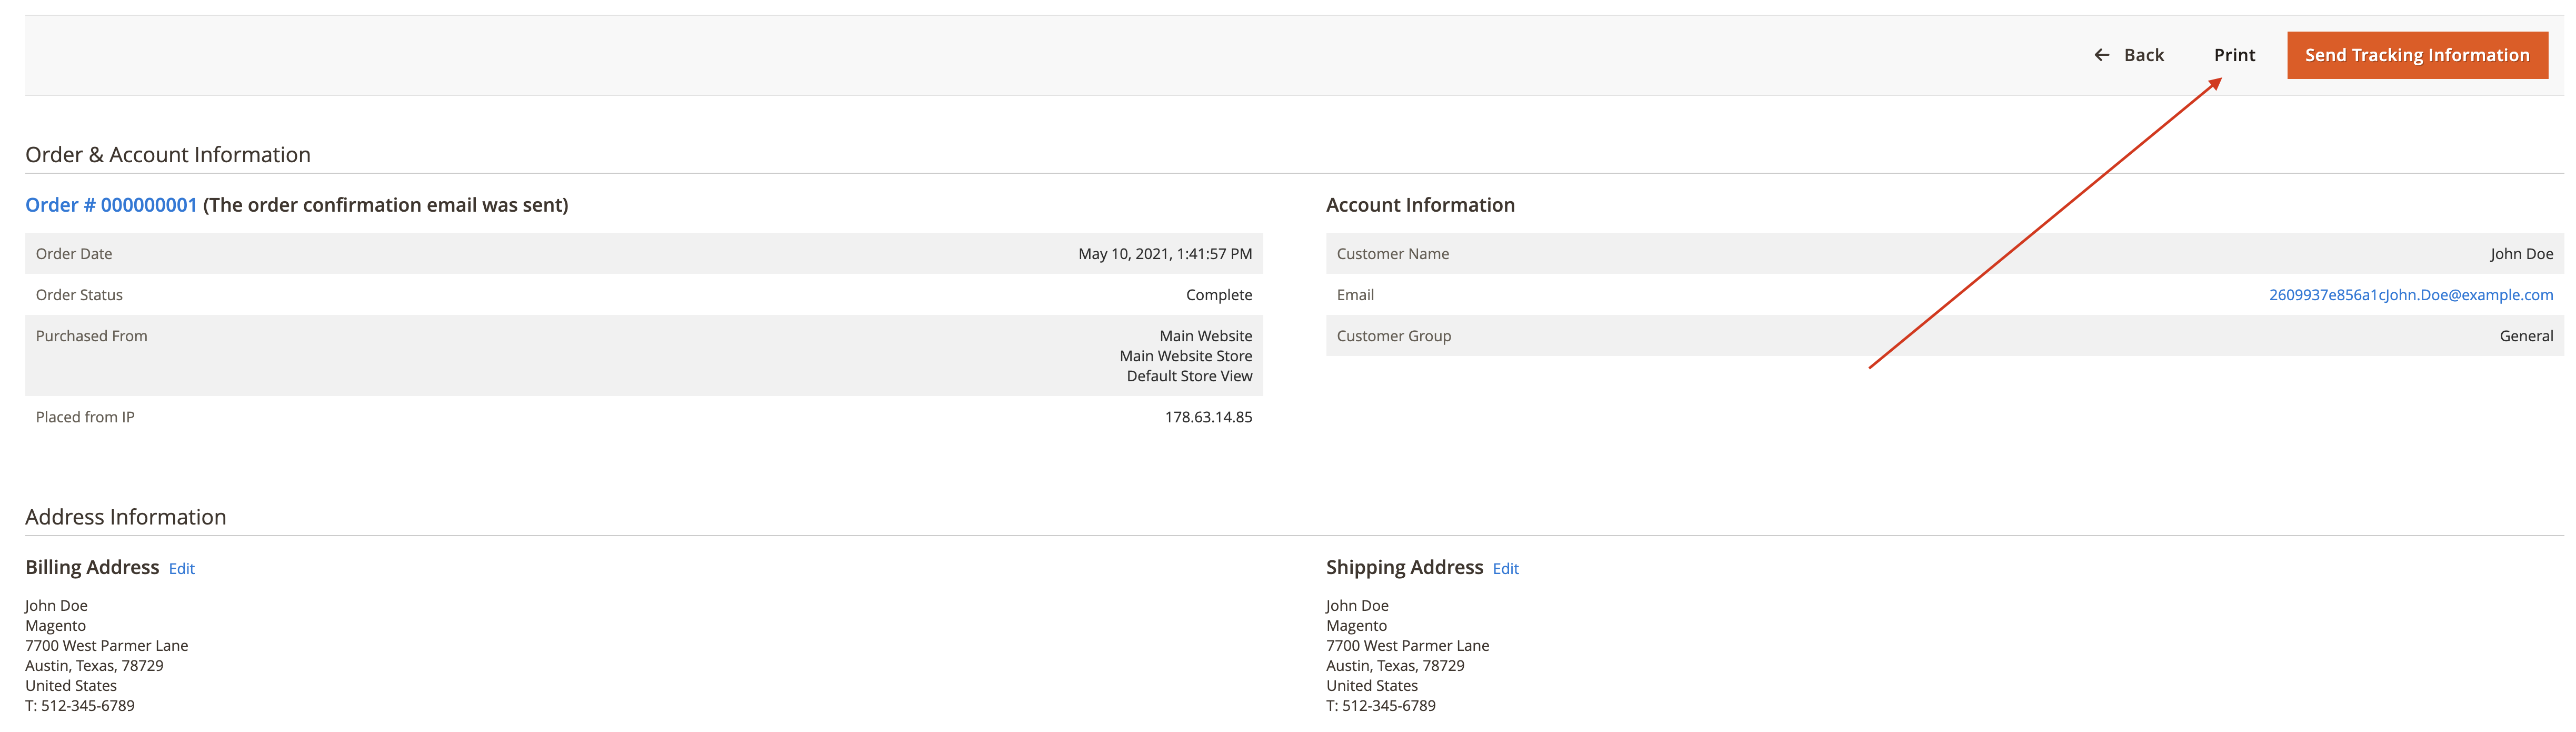 Back Print Send Tracking Information
Order & Account Information
Order # 000000001 (The order confirmation email was sent)
Order Date May 10, 2021, 1:41:57 PM
Order Status Complete
Purchased From Main Website
Main Website Store
Default Store View
Placed from IP 178.63.14.85
Account Information
Customer Name John Doe
Email 2609937e856a1cJohn.Doe@example.com
Customer Group General
Address Information
Billing Address Edit
John Doe
Magento
7700 West Parmer Lane
Austin, Texas, 78729
United States
T: 512-345-6789
Shipping Address Edit
John Doe
Magento
7700 West Parmer Lane
Austin, Texas, 78729
United States
T: 512-345-6789